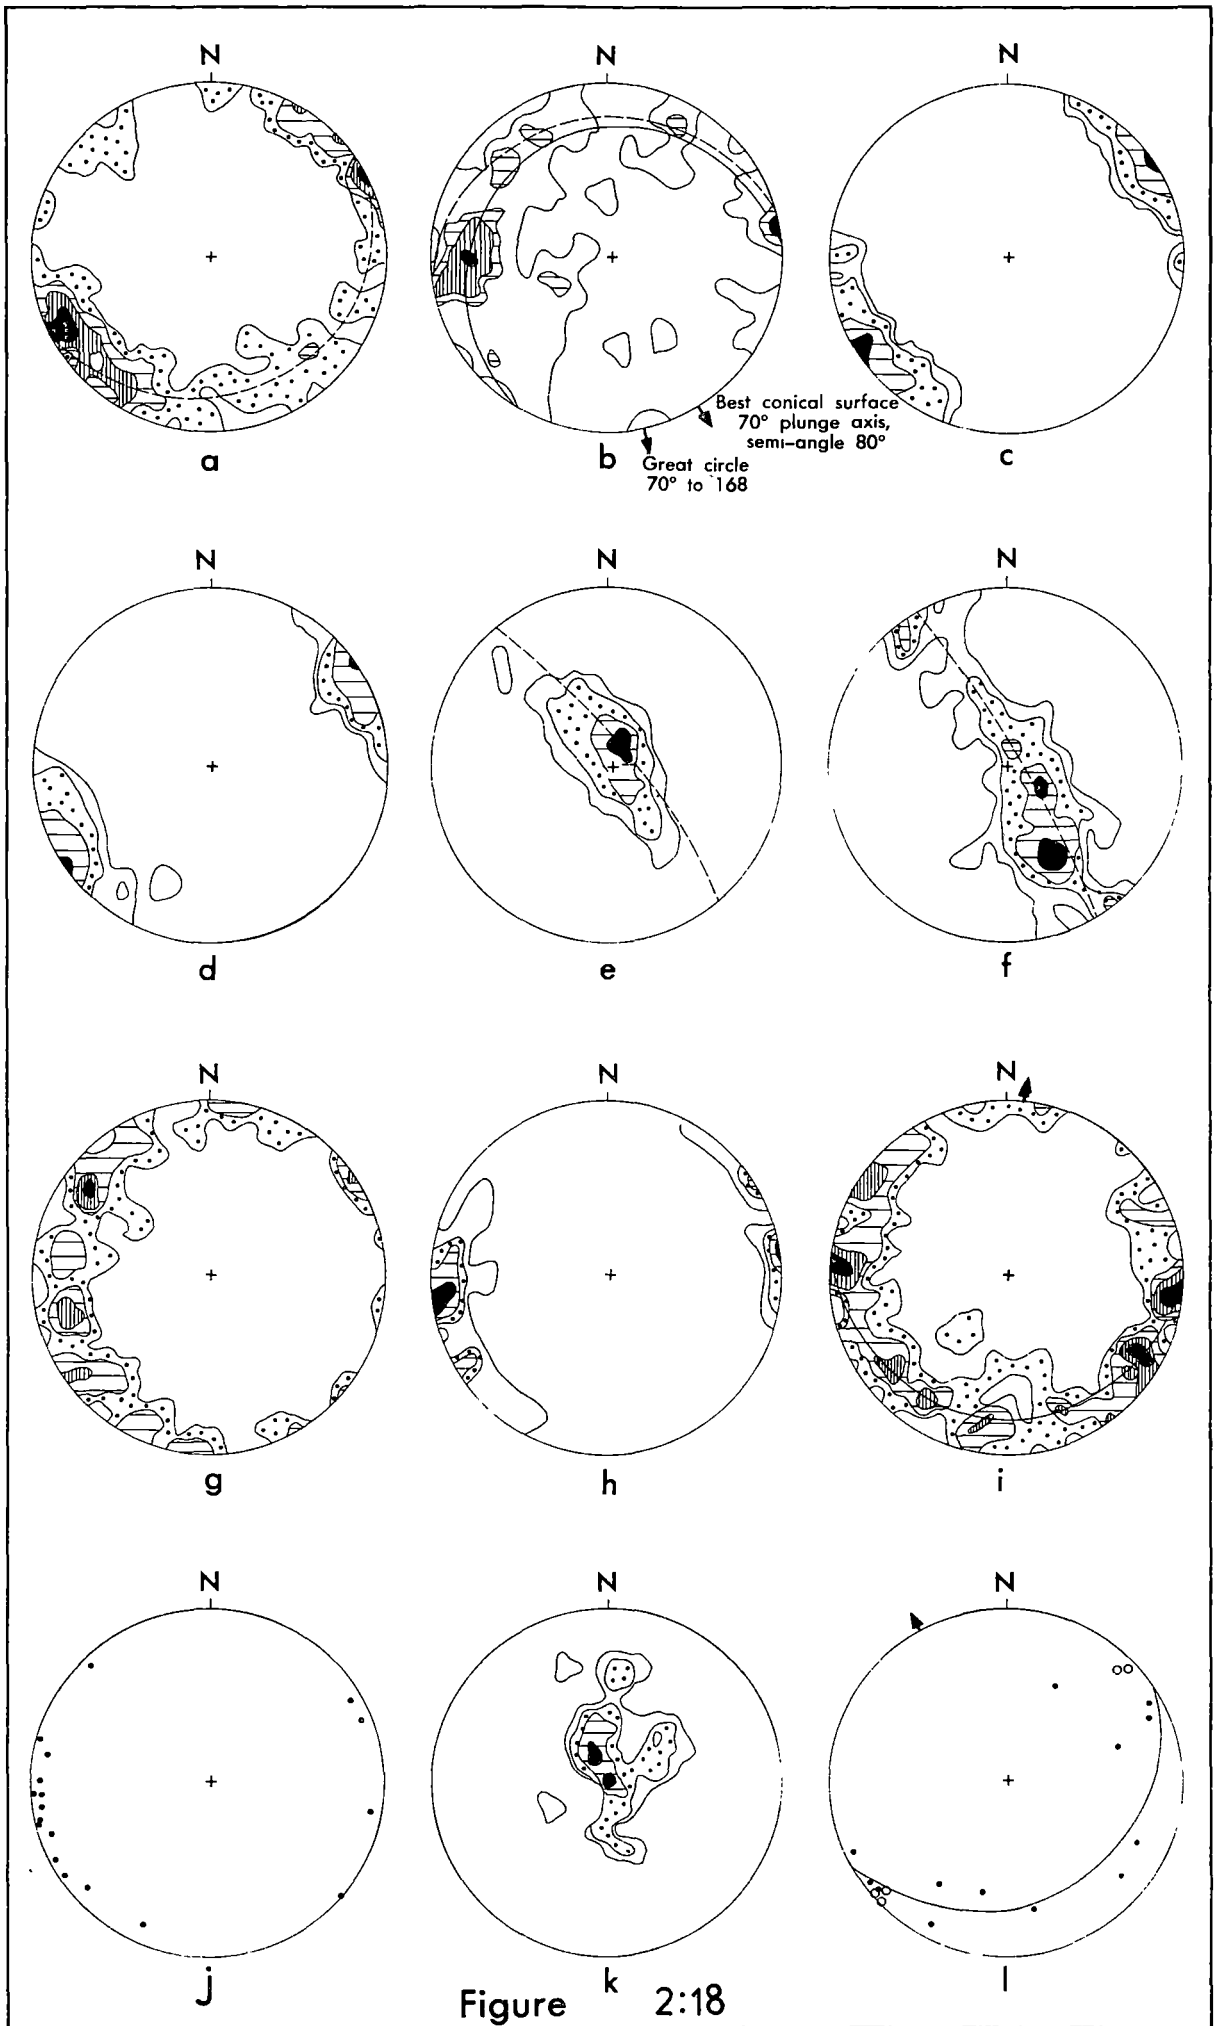 N N N
a b c
Best conical surface
70° plunge axis,
semi-angle 80°
Great circle
70° to 168
N N N
d e f
N N N
g h i
N N N
j k l
Figure 2:18